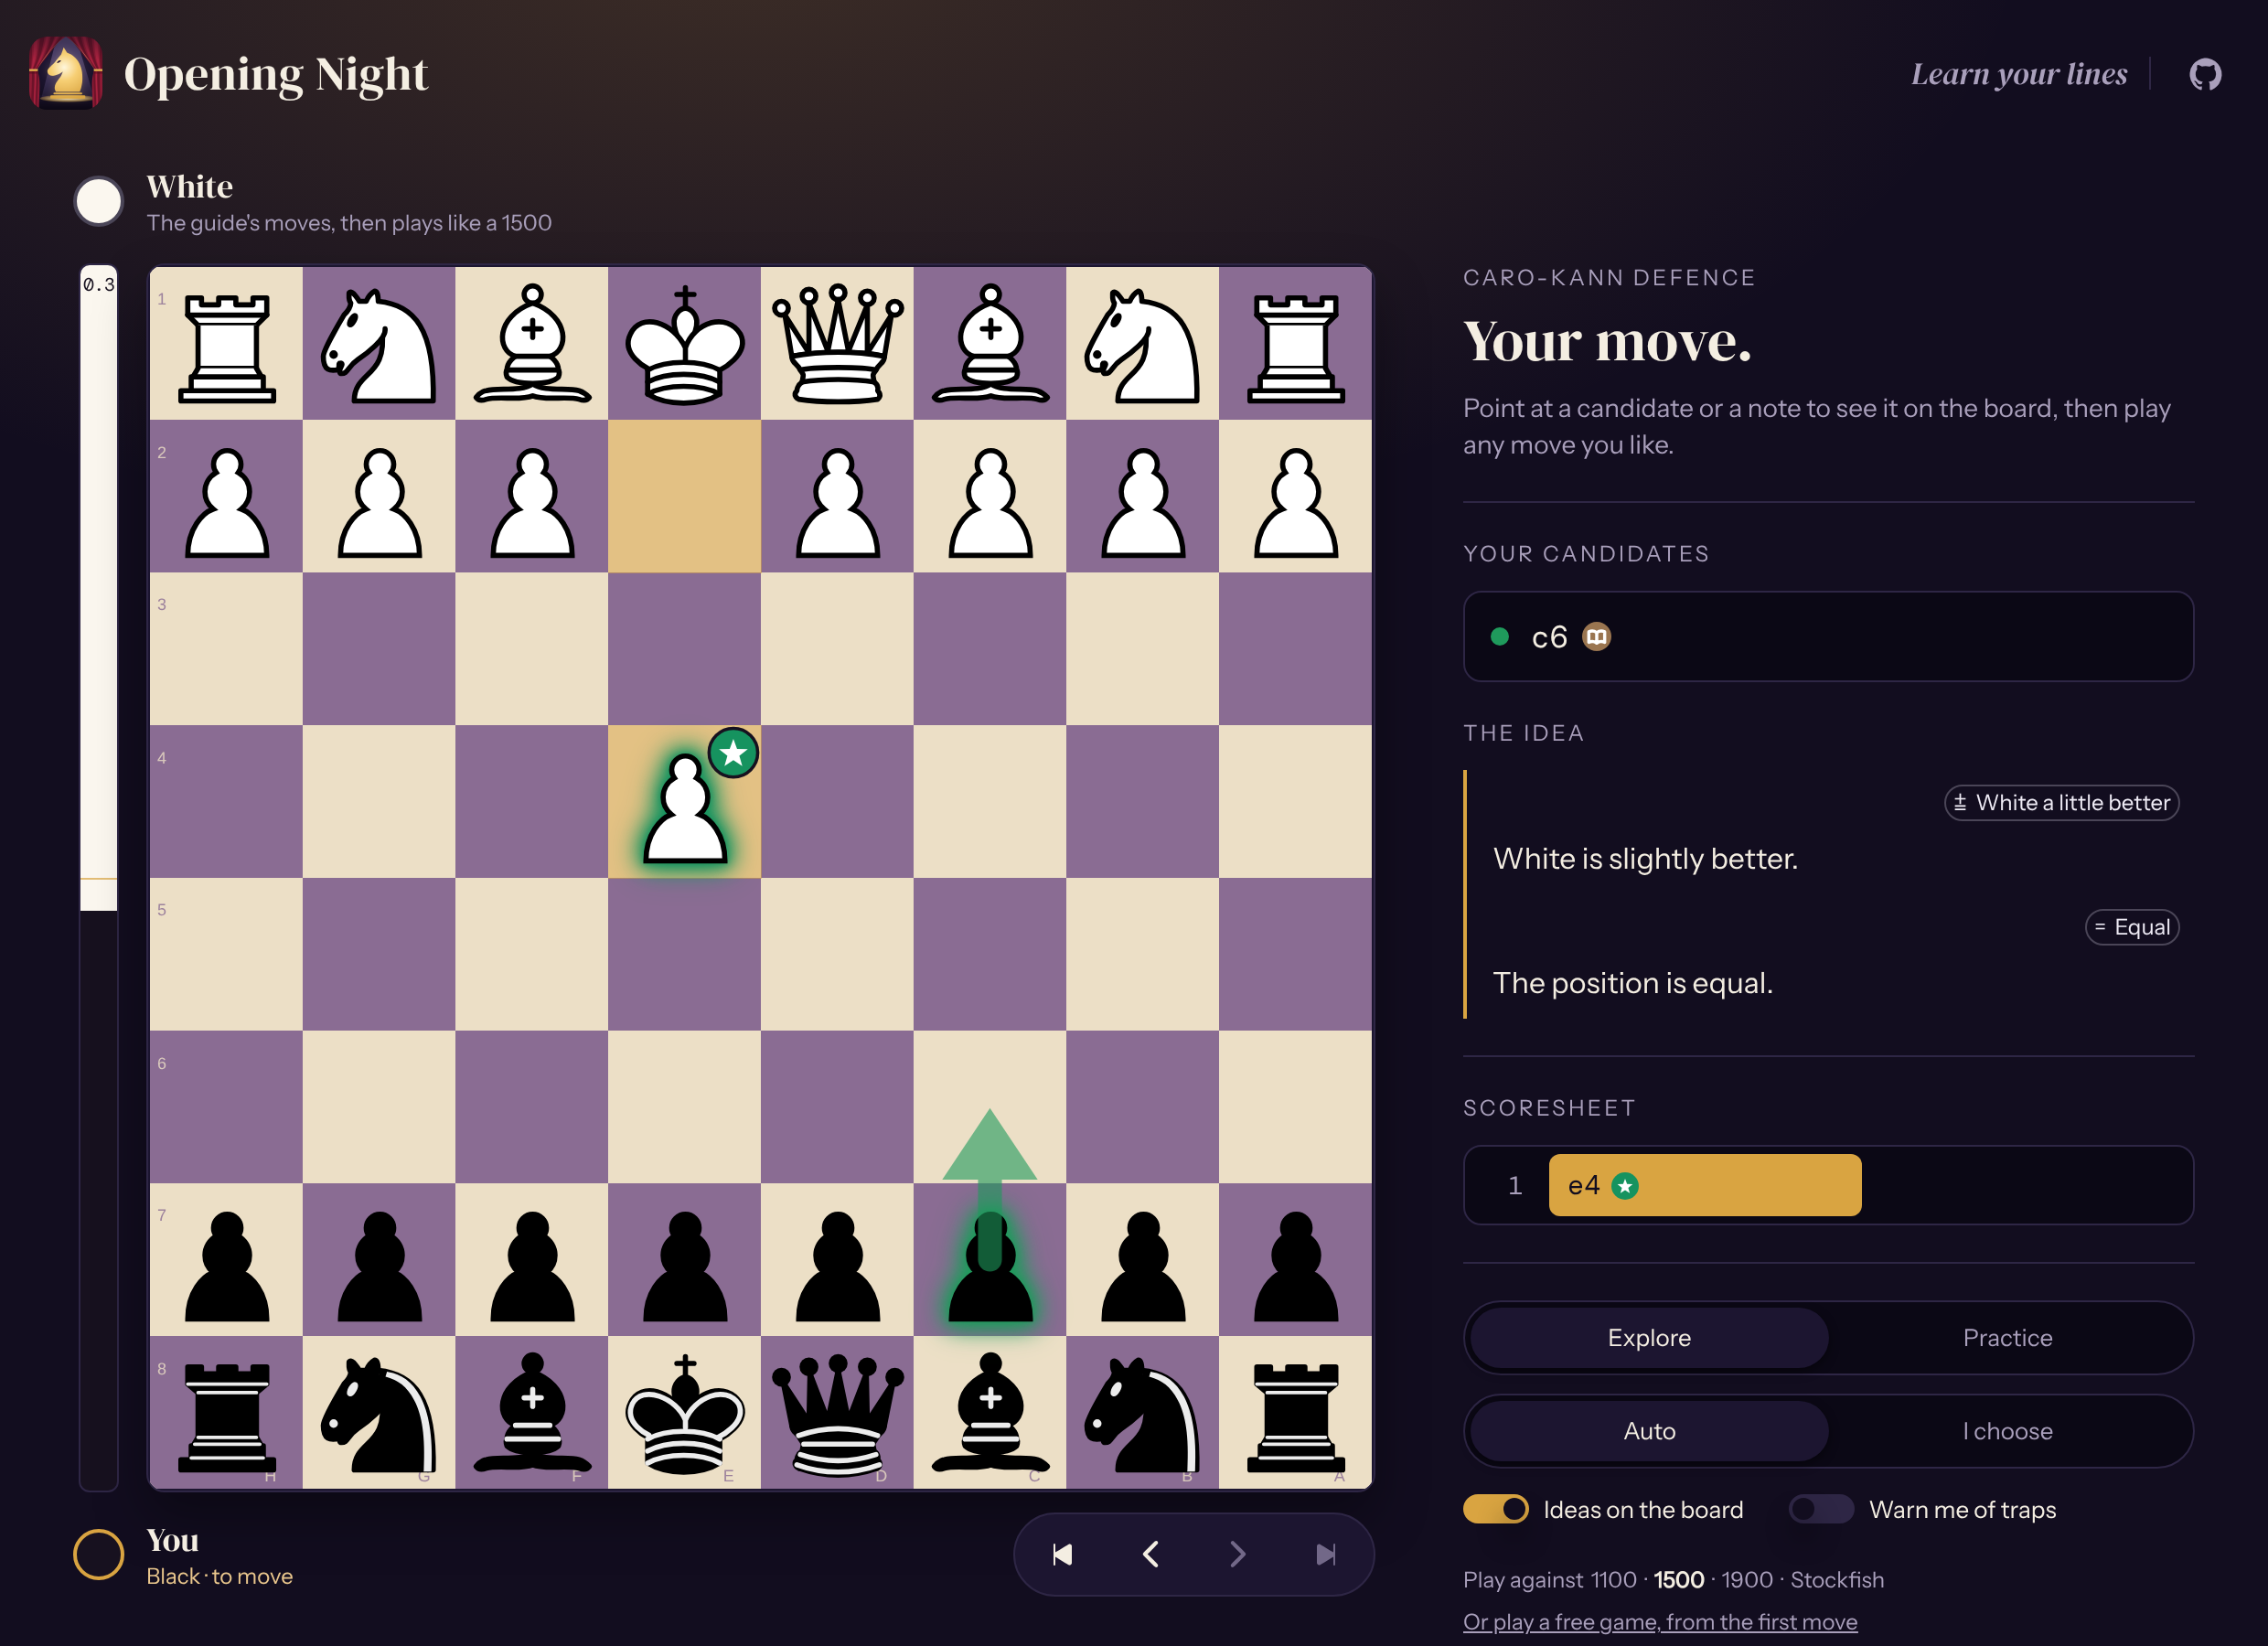 Opening Night
Learn your lines
White
The guide's moves, then plays like a 1500
0.3
1
2
3
4
5
6
7
8
H G F E D C B A
You
Black · to move
CARO-KANN DEFENCE
Your move.
Point at a candidate or a note to see it on the board, then play
any move you like.
YOUR CANDIDATES
c6
THE IDEA
± White a little better
White is slightly better.
= Equal
The position is equal.
SCORESHEET
1 e4
Explore Practice
Auto I choose
Ideas on the board Warn me of traps
Play against 1100 · 1500 · 1900 · Stockfish
Or play a free game, from the first move